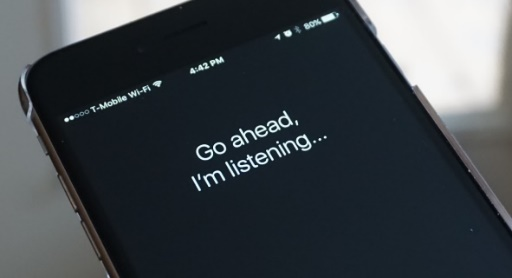 T-Mobile Wi-Fi 4:42 PM 80%
Go ahead,
I'm listening...